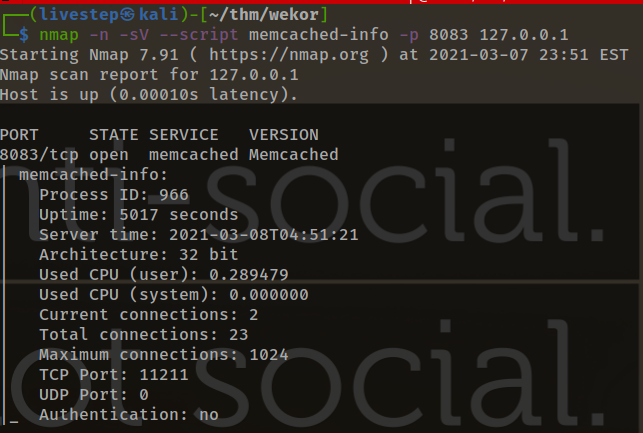 (livestep㉿kali)-[~/thm/wekor]
$ nmap -n -sV --script memcached-info -p 8083 127.0.0.1
Starting Nmap 7.91 ( https://nmap.org ) at 2021-03-07 23:51 EST
Nmap scan report for 127.0.0.1
Host is up (0.00010s latency).
PORT     STATE SERVICE   VERSION
8083/tcp open  memcached Memcached
| memcached-info:
|   Process ID: 966
|   Uptime: 5017 seconds
|   Server time: 2021-03-08T04:51:21
|   Architecture: 32 bit
|   Used CPU (user): 0.289479
|   Used CPU (system): 0.000000
|   Current connections: 2
|   Total connections: 23
|   Maximum connections: 1024
|   TCP Port: 11211
|   UDP Port: 0
|_  Authentication: no
social.
ot social.